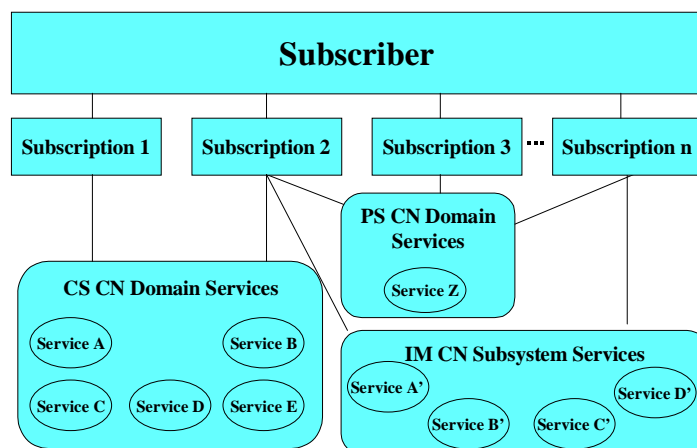 Subscriber
Subscription 1
Subscription 2
Subscription 3
Subscription n
PS CN Domain
Services
Service Z
CS CN Domain Services
Service A
Service B
Service C
Service D
Service E
IM CN Subsystem Services
Service A’
Service B’
Service C’
Service D’